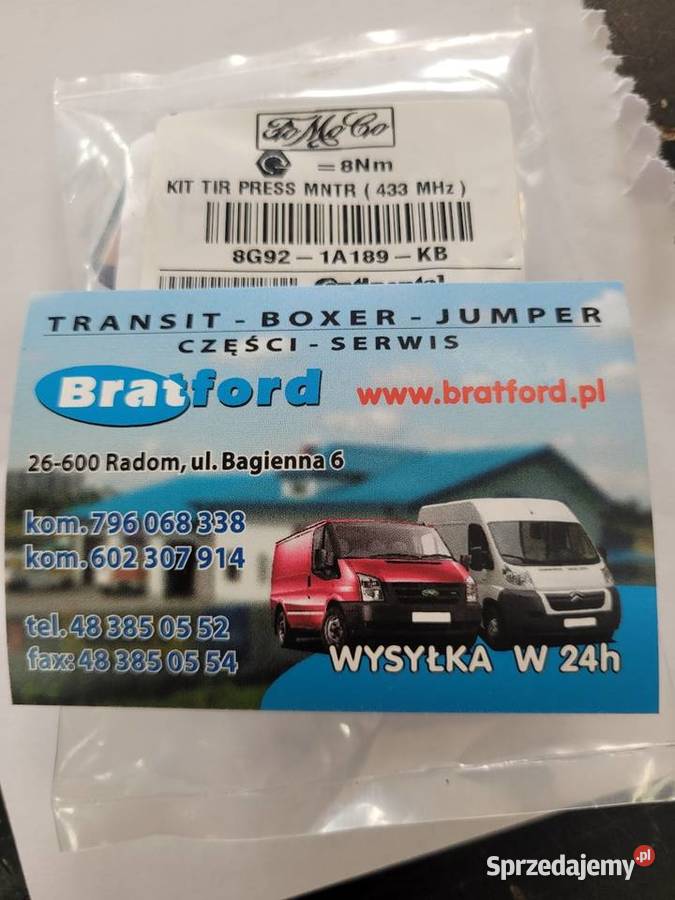 FoMoCo
=8Nm
KIT TIR PRESS MNTR ( 433 MHz )
8G92-1A189-KB
Continental
TRANSIT - BOXER - JUMPER
CZĘŚCI - SERWIS
Bratford www.bratford.pl
26-600 Radom, ul. Bagienna 6
kom. 796 068 338
kom. 602 307 914
tel. 48 385 05 52
fax: 48 385 05 54
WYSYŁKA W 24h
Sprzedajemy.pl